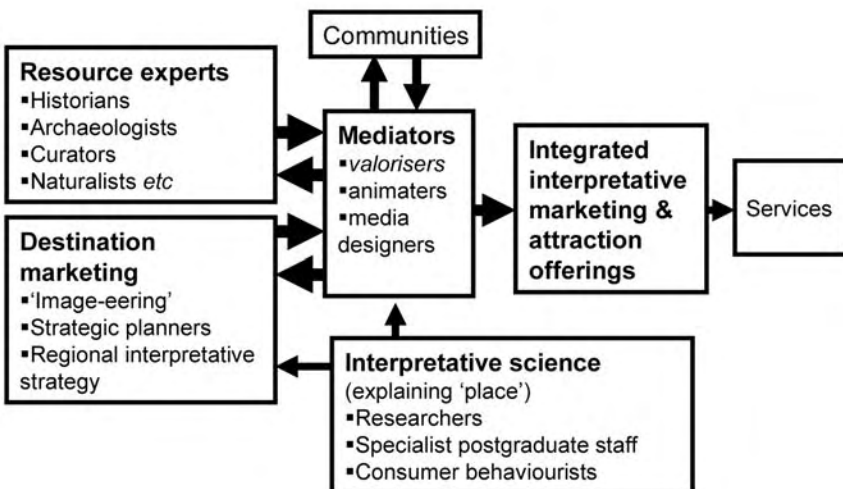 Communities
Resource experts
▪Historians
▪Archaeologists
▪Curators
▪Naturalists etc
Destination
marketing
▪‘Image-eering’
▪Strategic planners
▪Regional interpretative
strategy
Mediators
▪valorisers
▪animaters
▪media
designers
Integrated
interpretative
marketing &
attraction
offerings
Services
Interpretative science
(explaining ‘place’)
▪Researchers
▪Specialist postgraduate staff
▪Consumer behaviourists